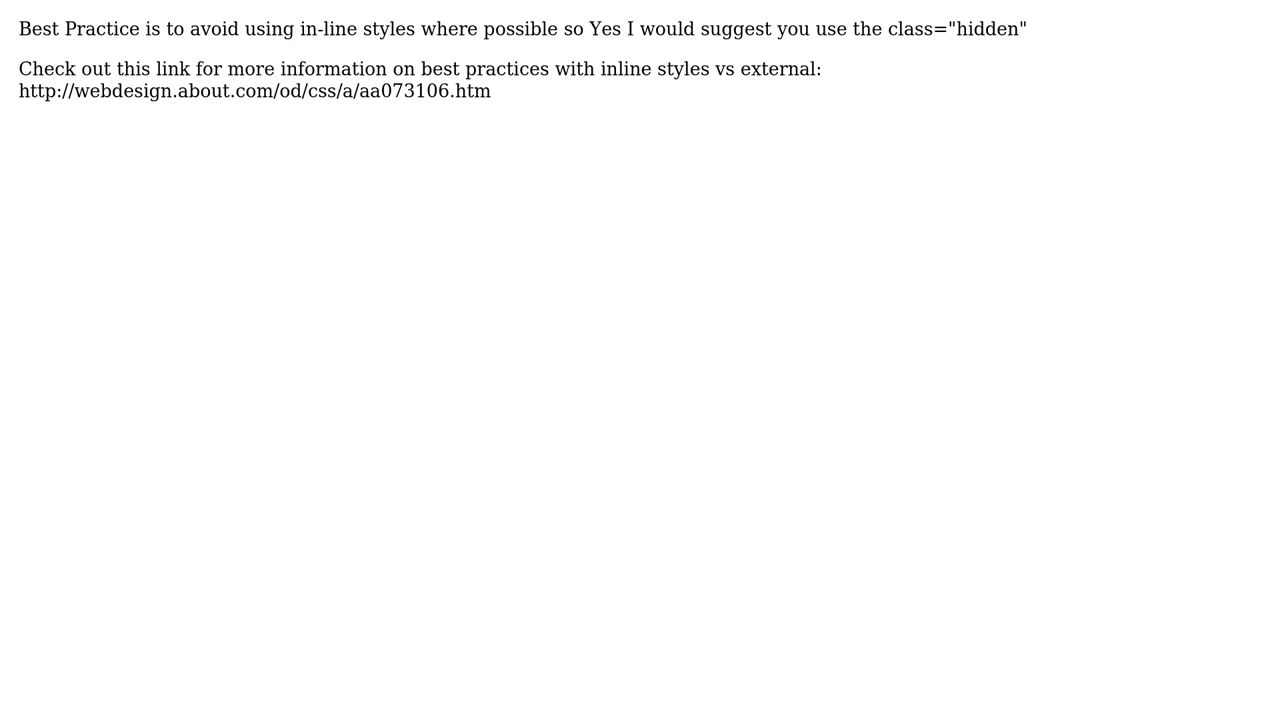 Best Practice is to avoid using in-line styles where possible so Yes I would suggest you use the class="hidden"
Check out this link for more information on best practices with inline styles vs external:
http://webdesign.about.com/od/css/a/aa073106.htm